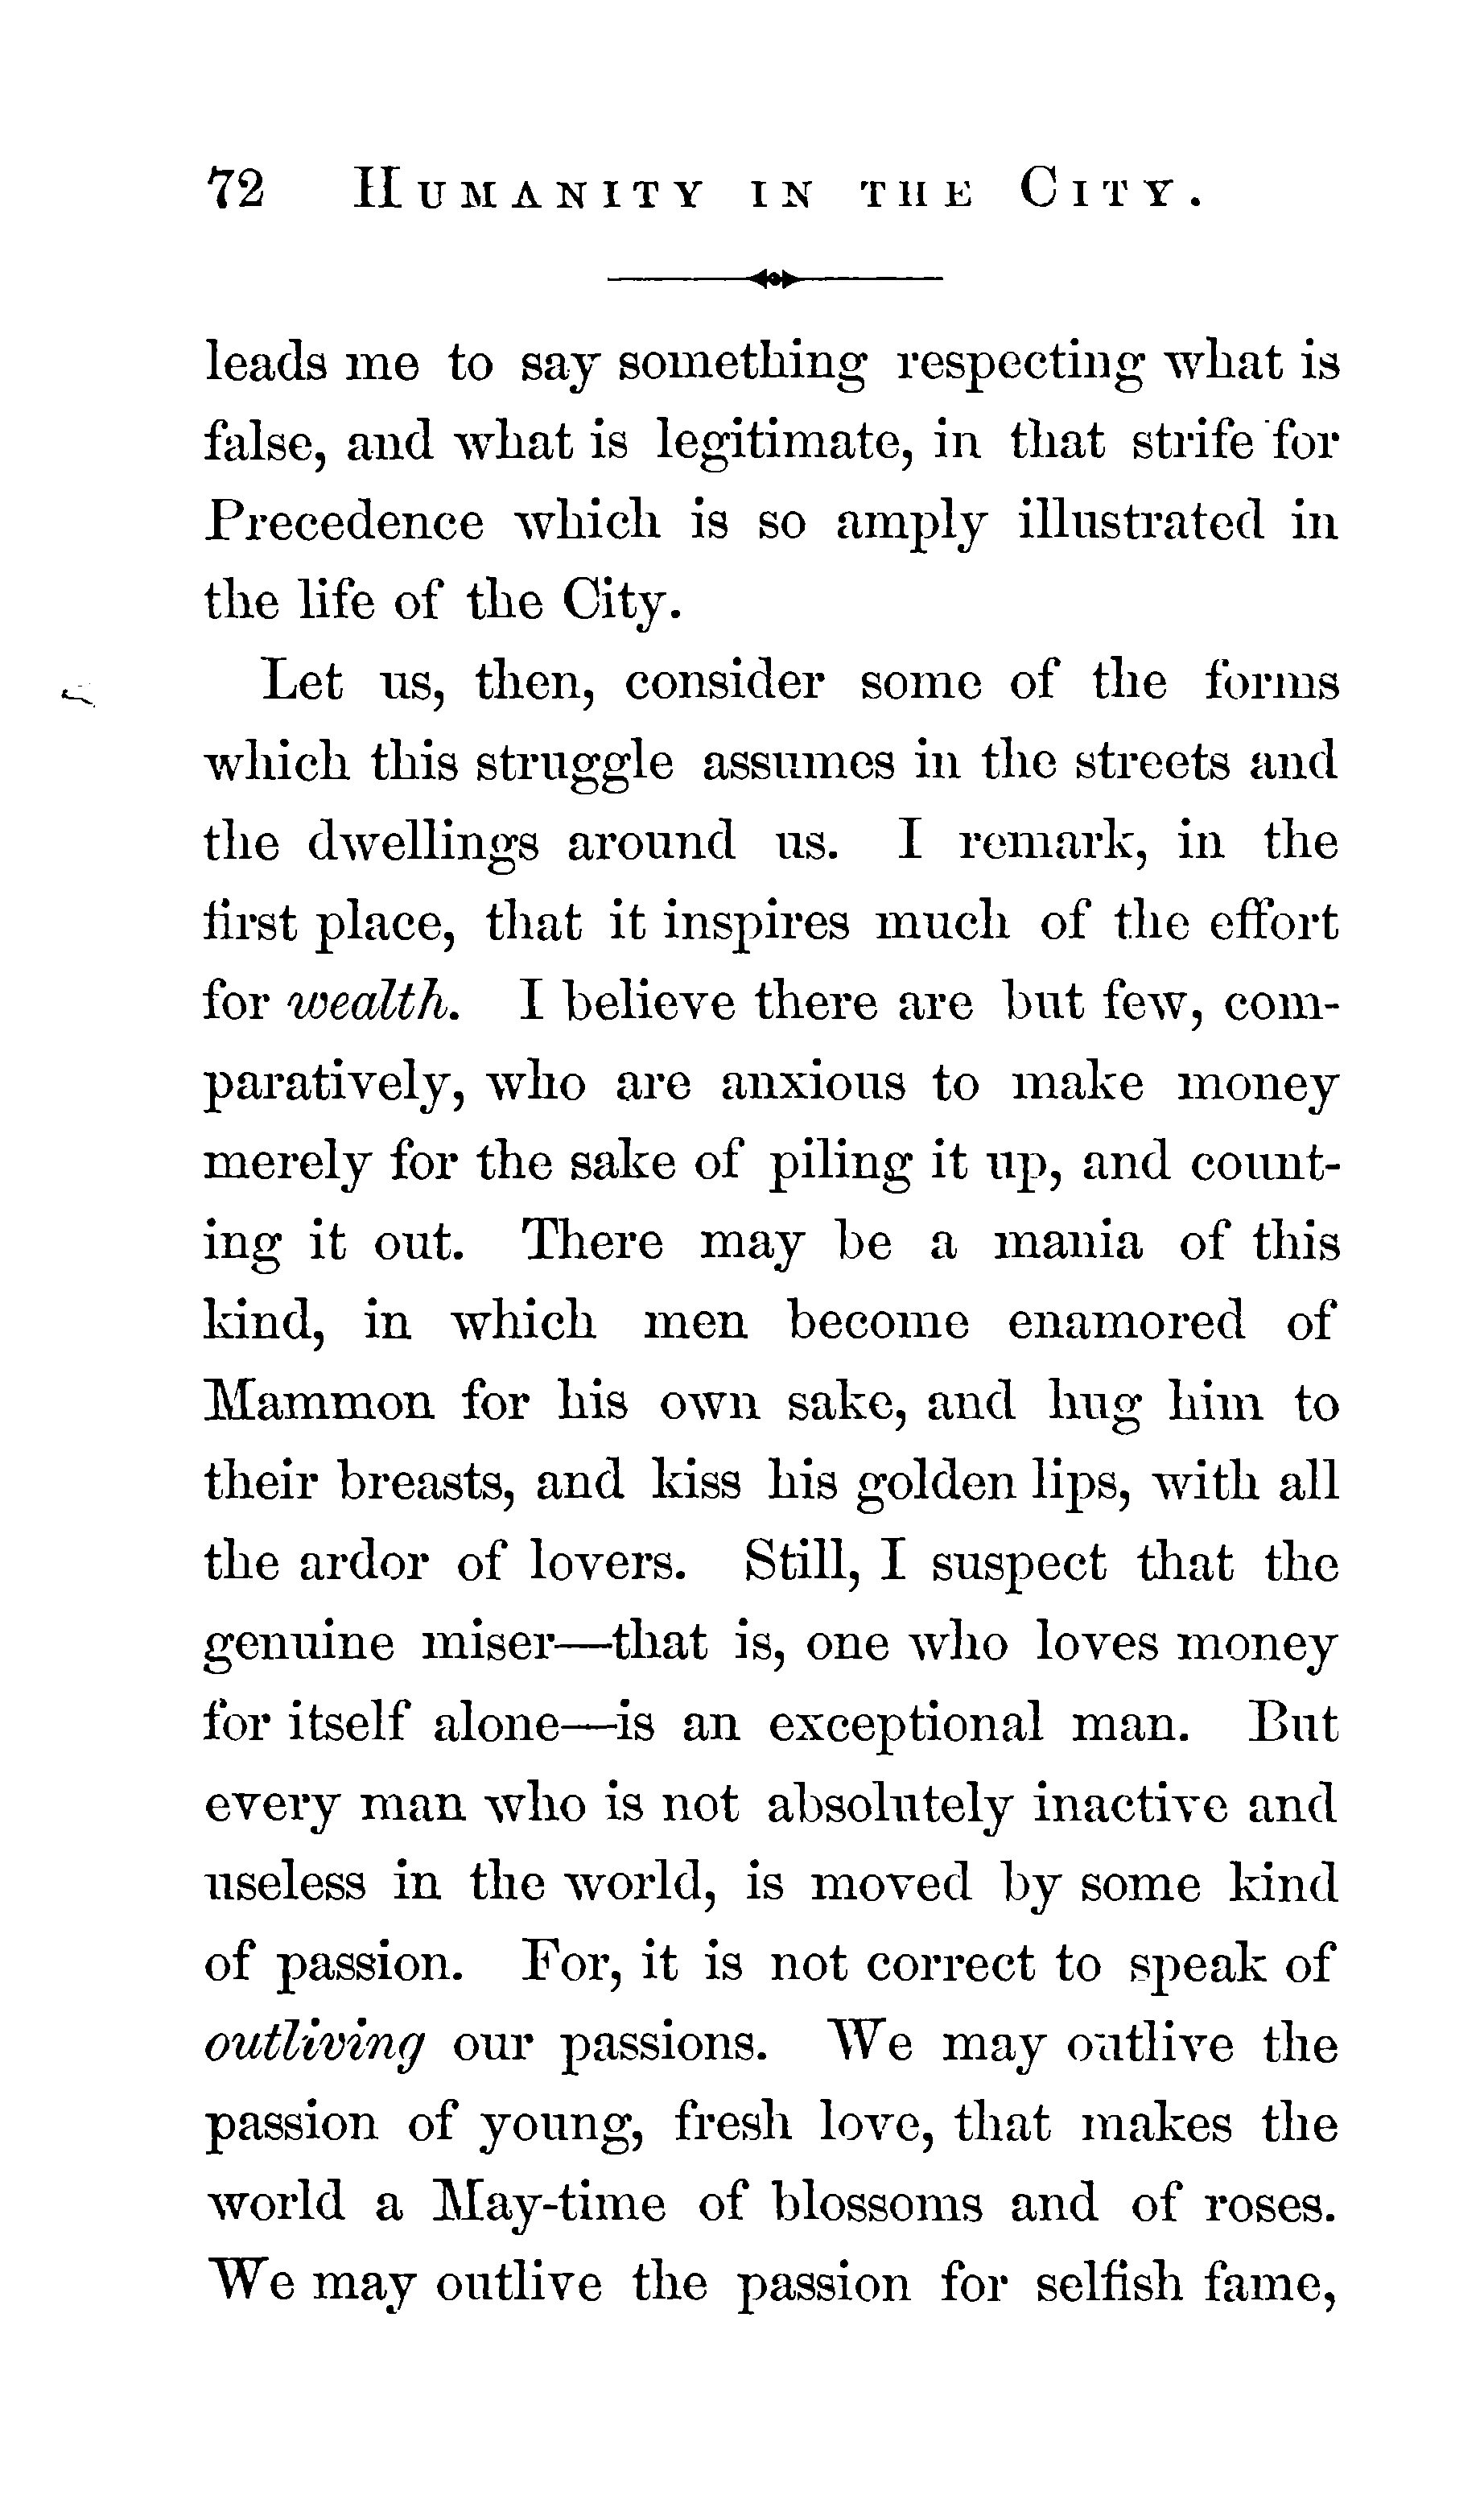 72 HUMANITY IN THE CITY.
leads me to say something respecting what is
false, and what is legitimate, in that strife for
Precedence which is so amply illustrated in
the life of the City.
Let us, then, consider some of the forms
which this struggle assumes in the streets and
the dwellings around us. I remark, in the
first place, that it inspires much of the effort
for wealth. I believe there are but few, com-
paratively, who are anxious to make money
merely for the sake of piling it up, and count-
ing it out. There may be a mania of this
kind, in which men become enamored of
Mammon for his own sake, and hug him to
their breasts, and kiss his golden lips, with all
the ardor of lovers. Still, I suspect that the
genuine miser—that is, one who loves money
for itself alone—is an exceptional man. But
every man who is not absolutely inactive and
useless in the world, is moved by some kind
of passion. For, it is not correct to speak of
outliving our passions. We may outlive the
passion of young, fresh love, that makes the
world a May-time of blossoms and of roses.
We may outlive the passion for selfish fame,